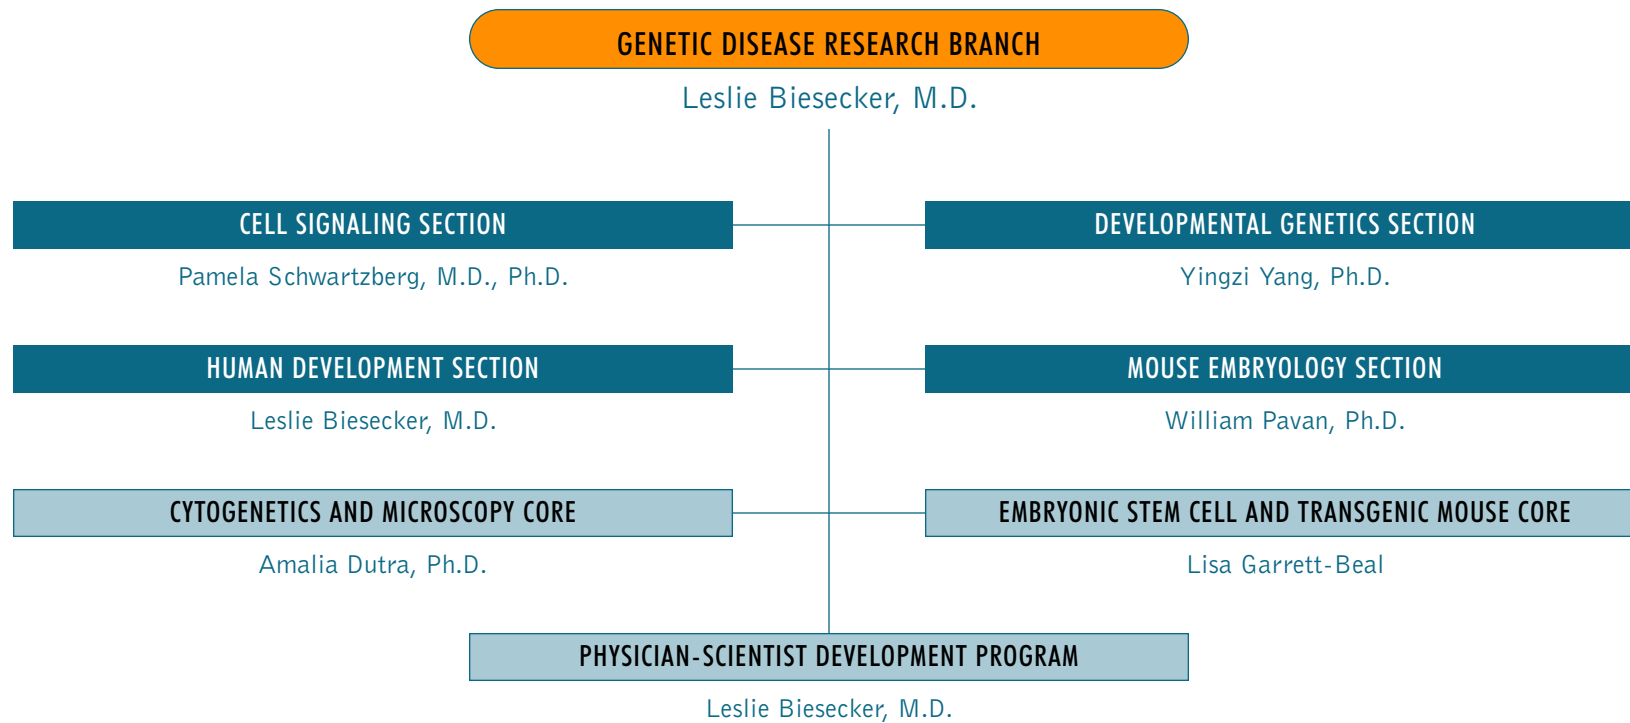 GENETIC DISEASE RESEARCH BRANCH
Leslie Biesecker, M.D.
CELL SIGNALING SECTION
Pamela Schwartzberg, M.D., Ph.D.
DEVELOPMENTAL GENETICS SECTION
Yingzi Yang, Ph.D.
HUMAN DEVELOPMENT SECTION
Leslie Biesecker, M.D.
MOUSE EMBRYOLOGY SECTION
William Pavan, Ph.D.
CYTOGENETICS AND MICROSCOPY CORE
Amalia Dutra, Ph.D.
EMBRYONIC STEM CELL AND TRANSGENIC MOUSE CORE
Lisa Garrett-Beal
PHYSICIAN-SCIENTIST DEVELOPMENT PROGRAM
Leslie Biesecker, M.D.